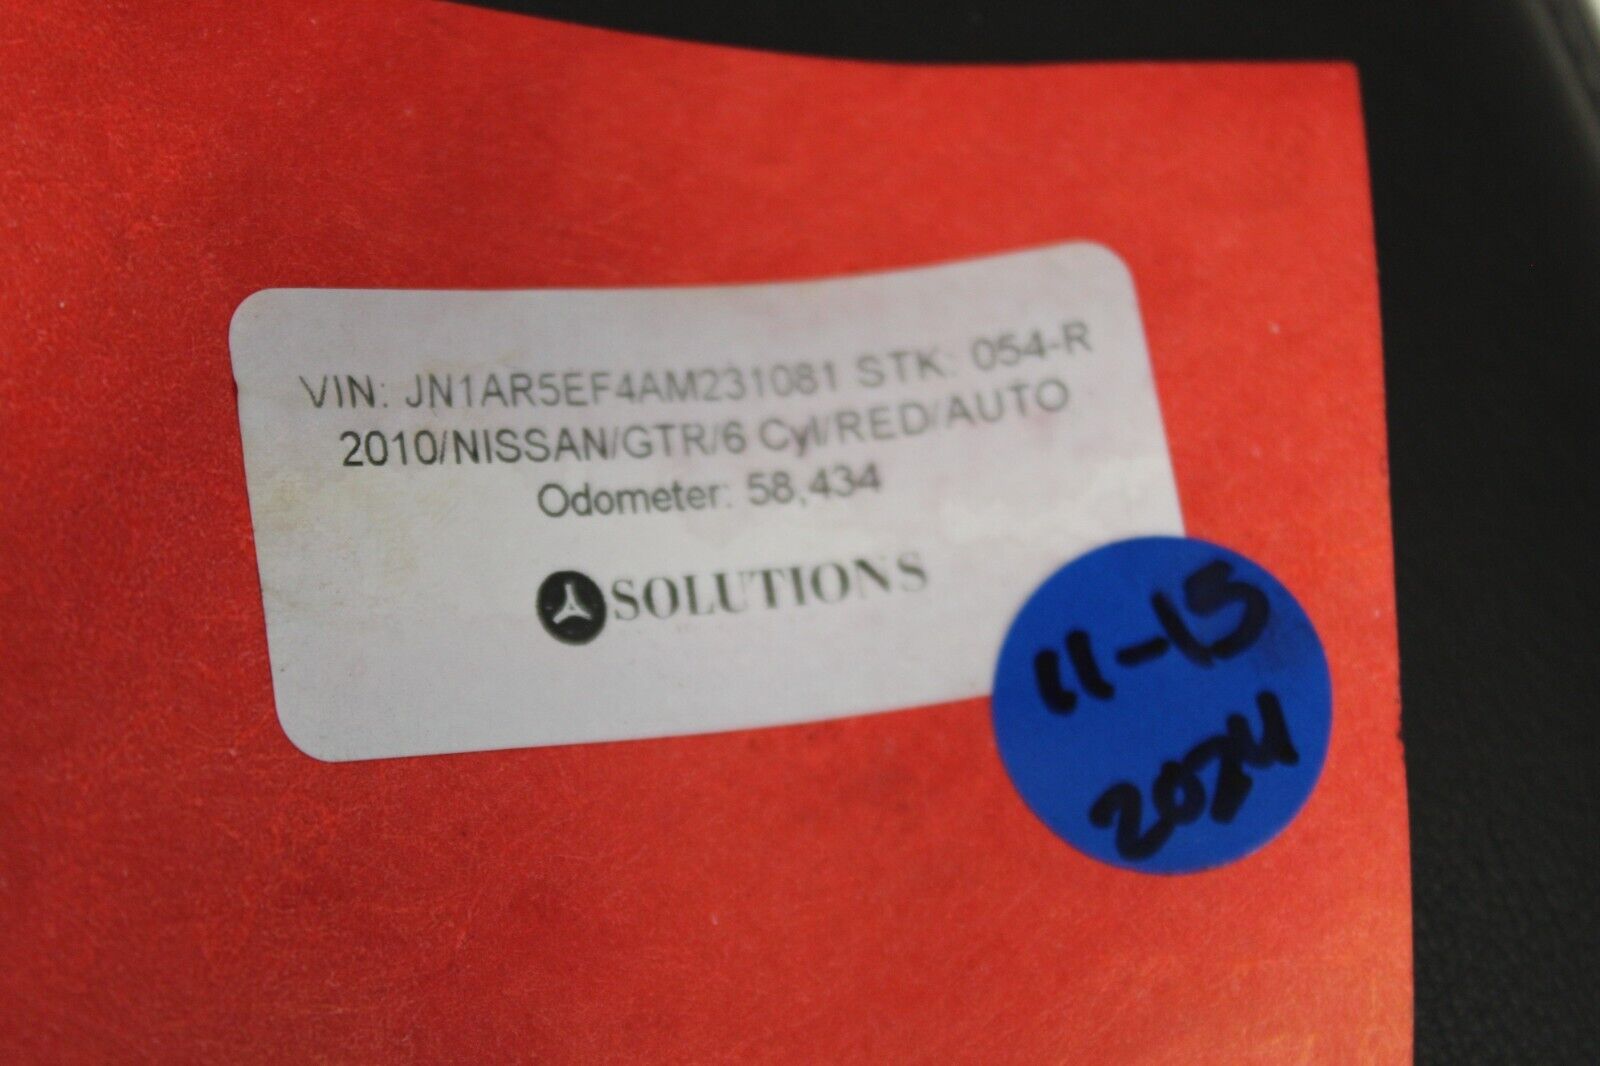 VIN: JN1AR5EF4AM231081 STK: 054-R
2010/NISSAN/GTR/6 Cyl/RED/AUTO
Odometer: 58,434
SOLUTIONS
11-15
2024